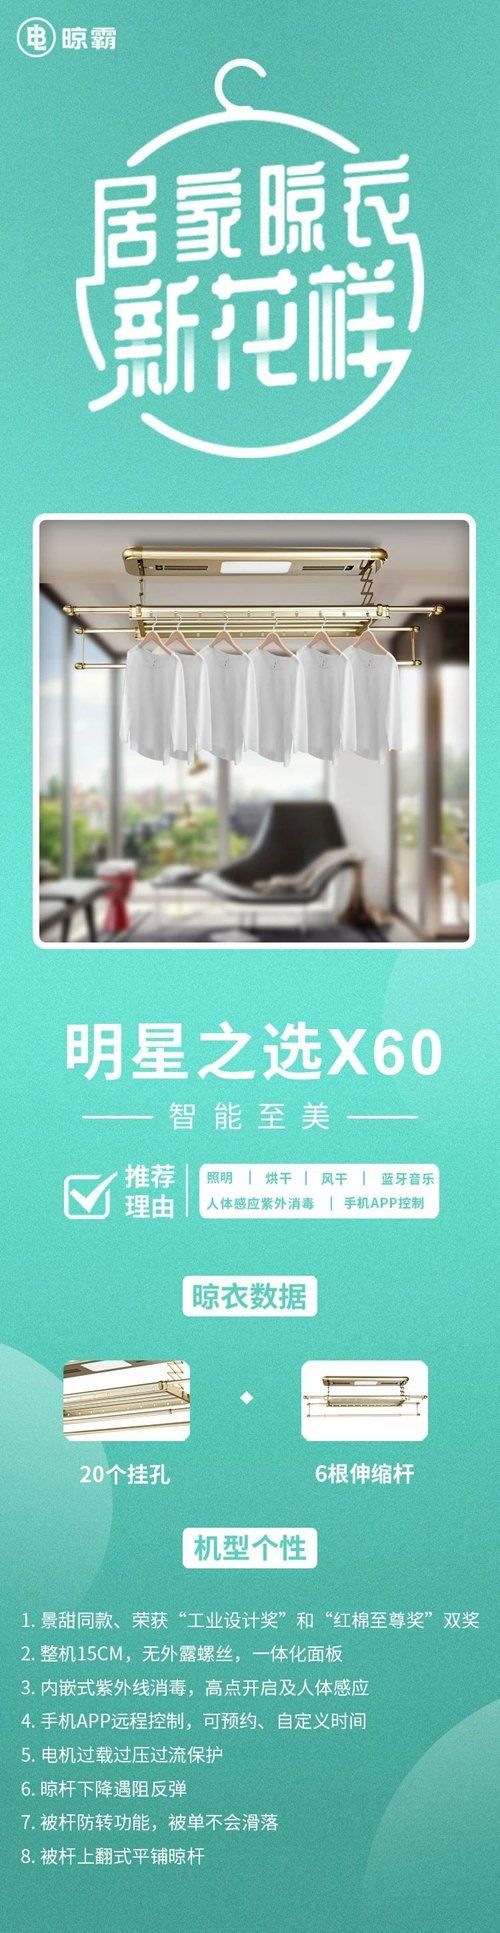 晾霸
居家晾衣
新花样
明星之选X60
智能至美
推荐
理由
照明 | 烘干 | 风干 | 蓝牙音乐
人体感应紫外消毒 | 手机APP控制
晾衣数据
20个挂孔
6根伸缩杆
机型个性
1. 景甜同款、荣获“工业设计奖”和“红棉至尊奖”双奖
2. 整机15CM，无外露螺丝，一体化面板
3. 内嵌式紫外线消毒，高点开启及人体感应
4. 手机APP远程控制，可预约、自定义时间
5. 电机过载过压过流保护
6. 晾杆下降遇阻反弹
7. 被杆防转功能，被单不会滑落
8. 被杆上翻式平铺晾杆